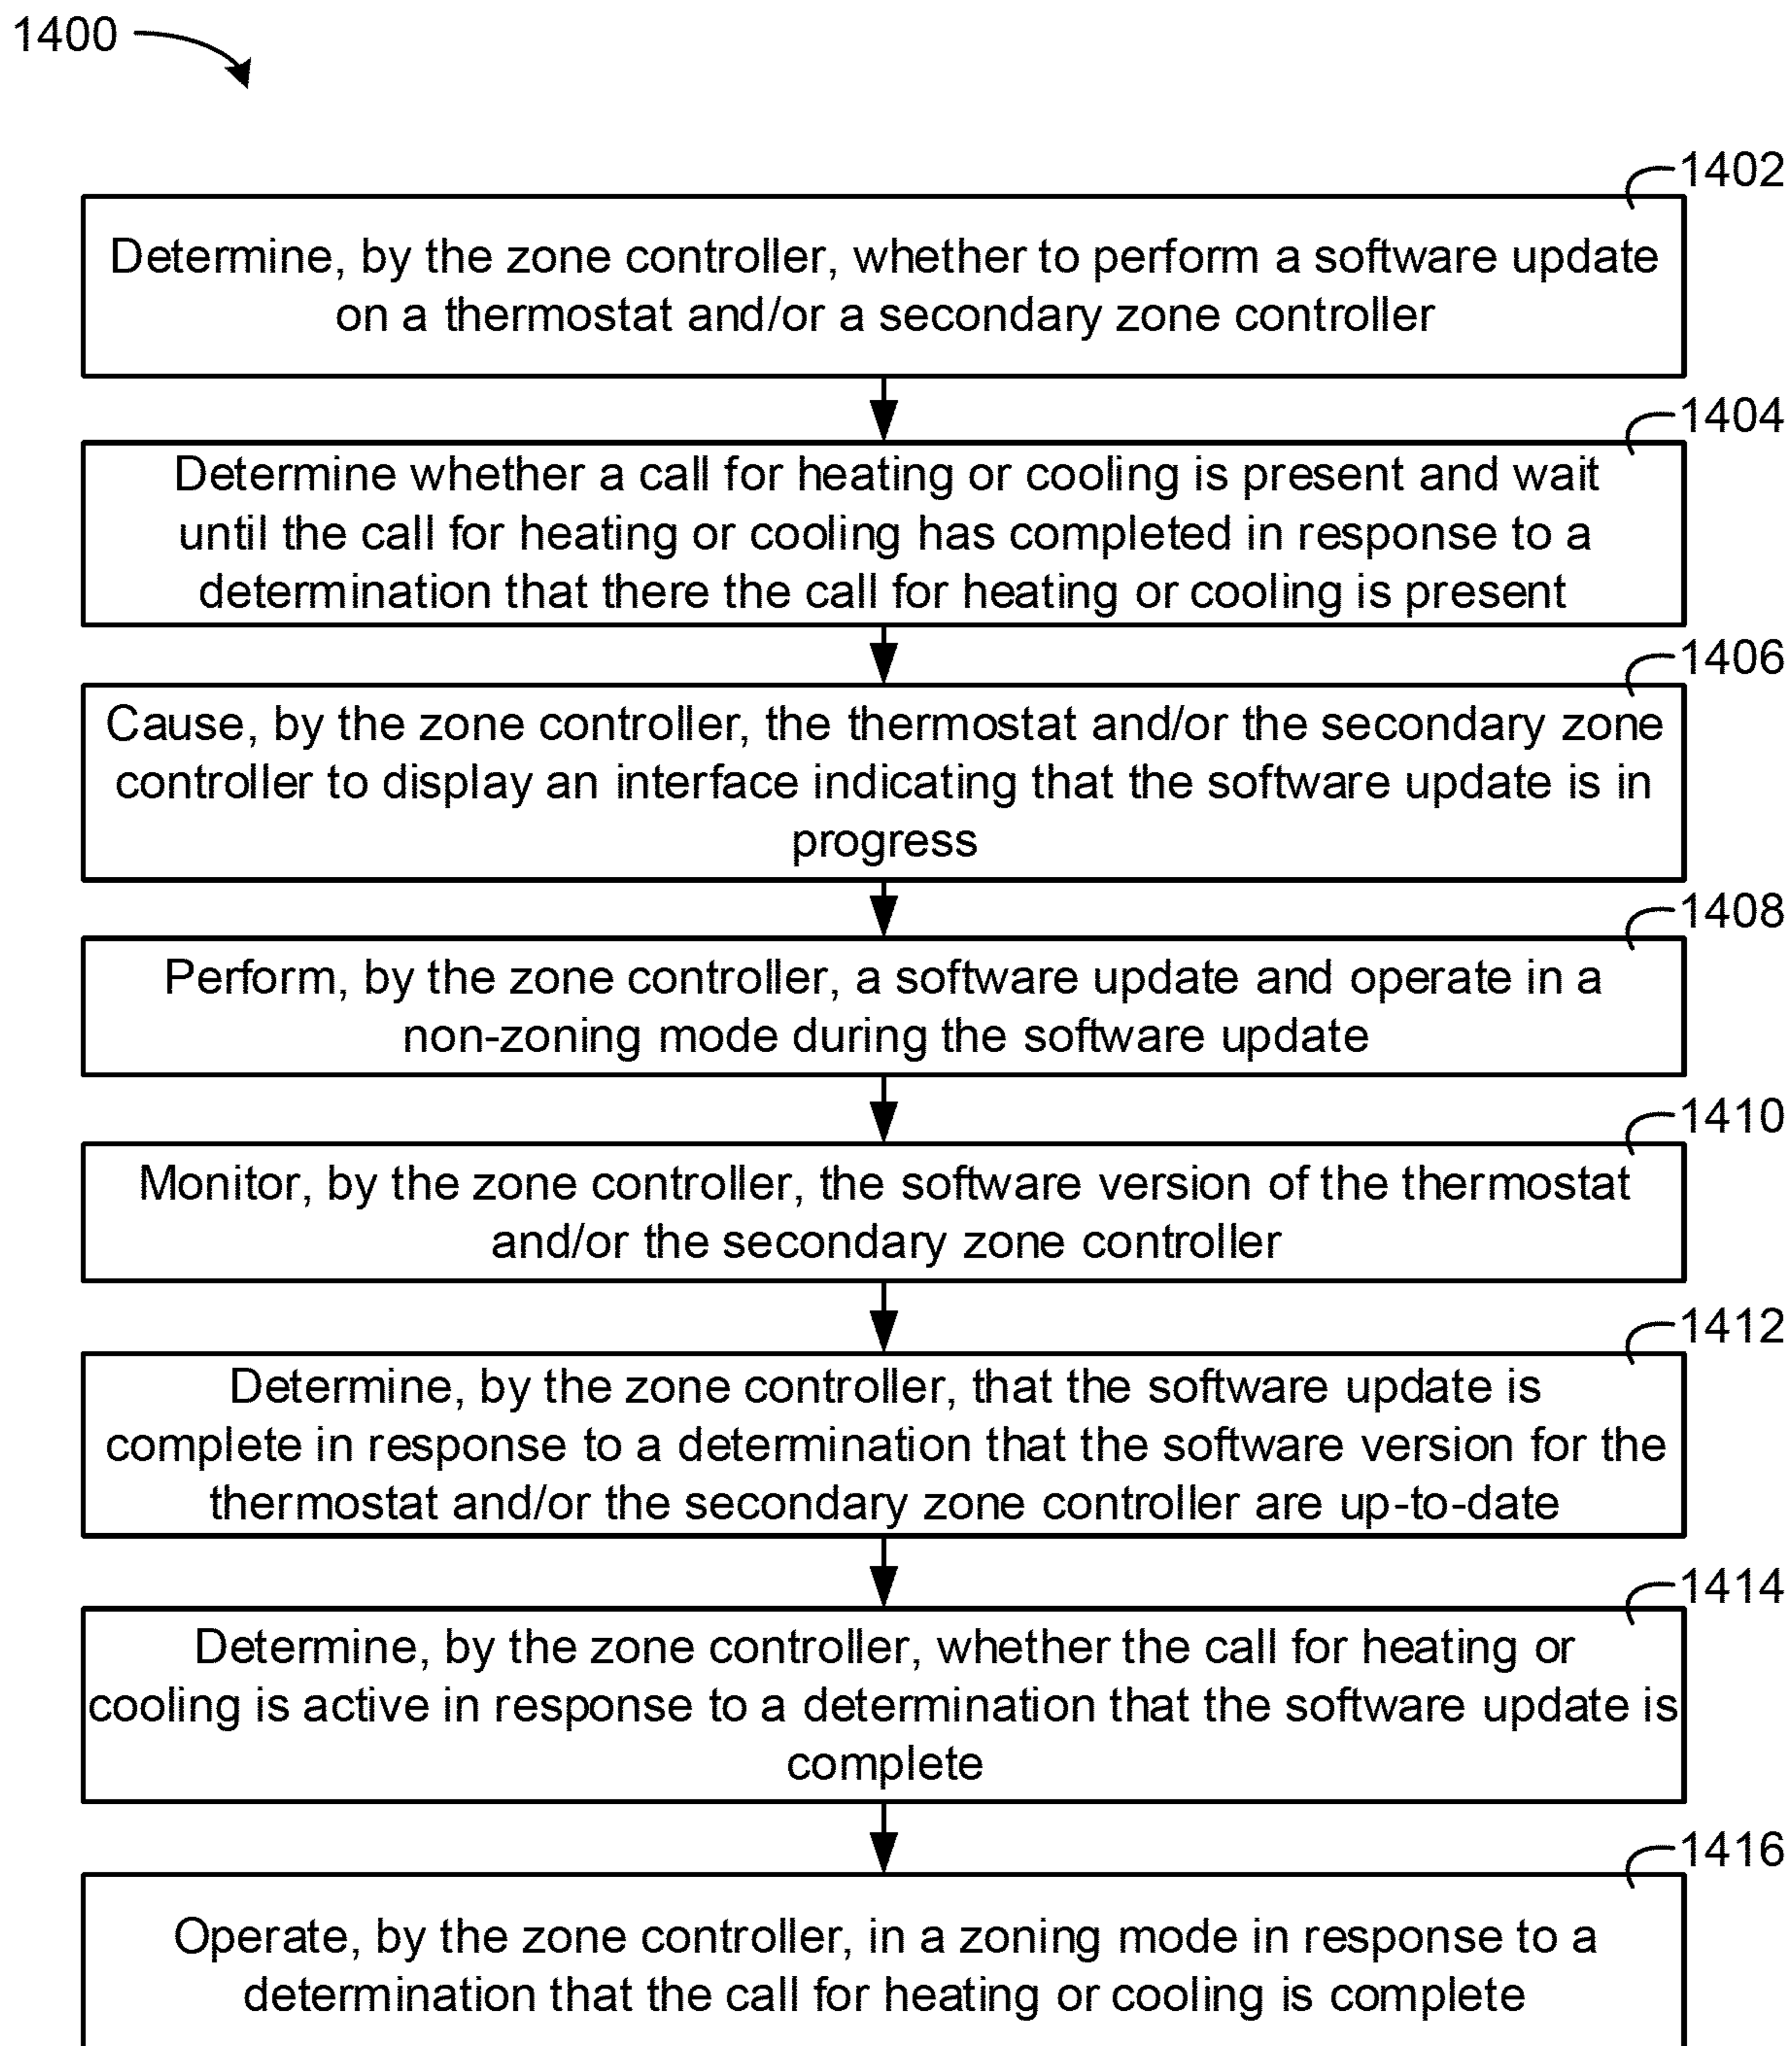 1400
1402
Determine, by the zone controller, whether to perform a software update
on a thermostat and/or a secondary zone controller
1404
Determine whether a call for heating or cooling is present and wait
until the call for heating or cooling has completed in response to a
determination that there the call for heating or cooling is present
1406
Cause, by the zone controller, the thermostat and/or the secondary zone
controller to display an interface indicating that the software update is in
progress
1408
Perform, by the zone controller, a software update and operate in a
non-zoning mode during the software update
1410
Monitor, by the zone controller, the software version of the thermostat
and/or the secondary zone controller
1412
Determine, by the zone controller, that the software update is
complete in response to a determination that the software version for the
thermostat and/or the secondary zone controller are up-to-date
1414
Determine, by the zone controller, whether the call for heating or
cooling is active in response to a determination that the software update is
complete
1416
Operate, by the zone controller, in a zoning mode in response to a
determination that the call for heating or cooling is complete